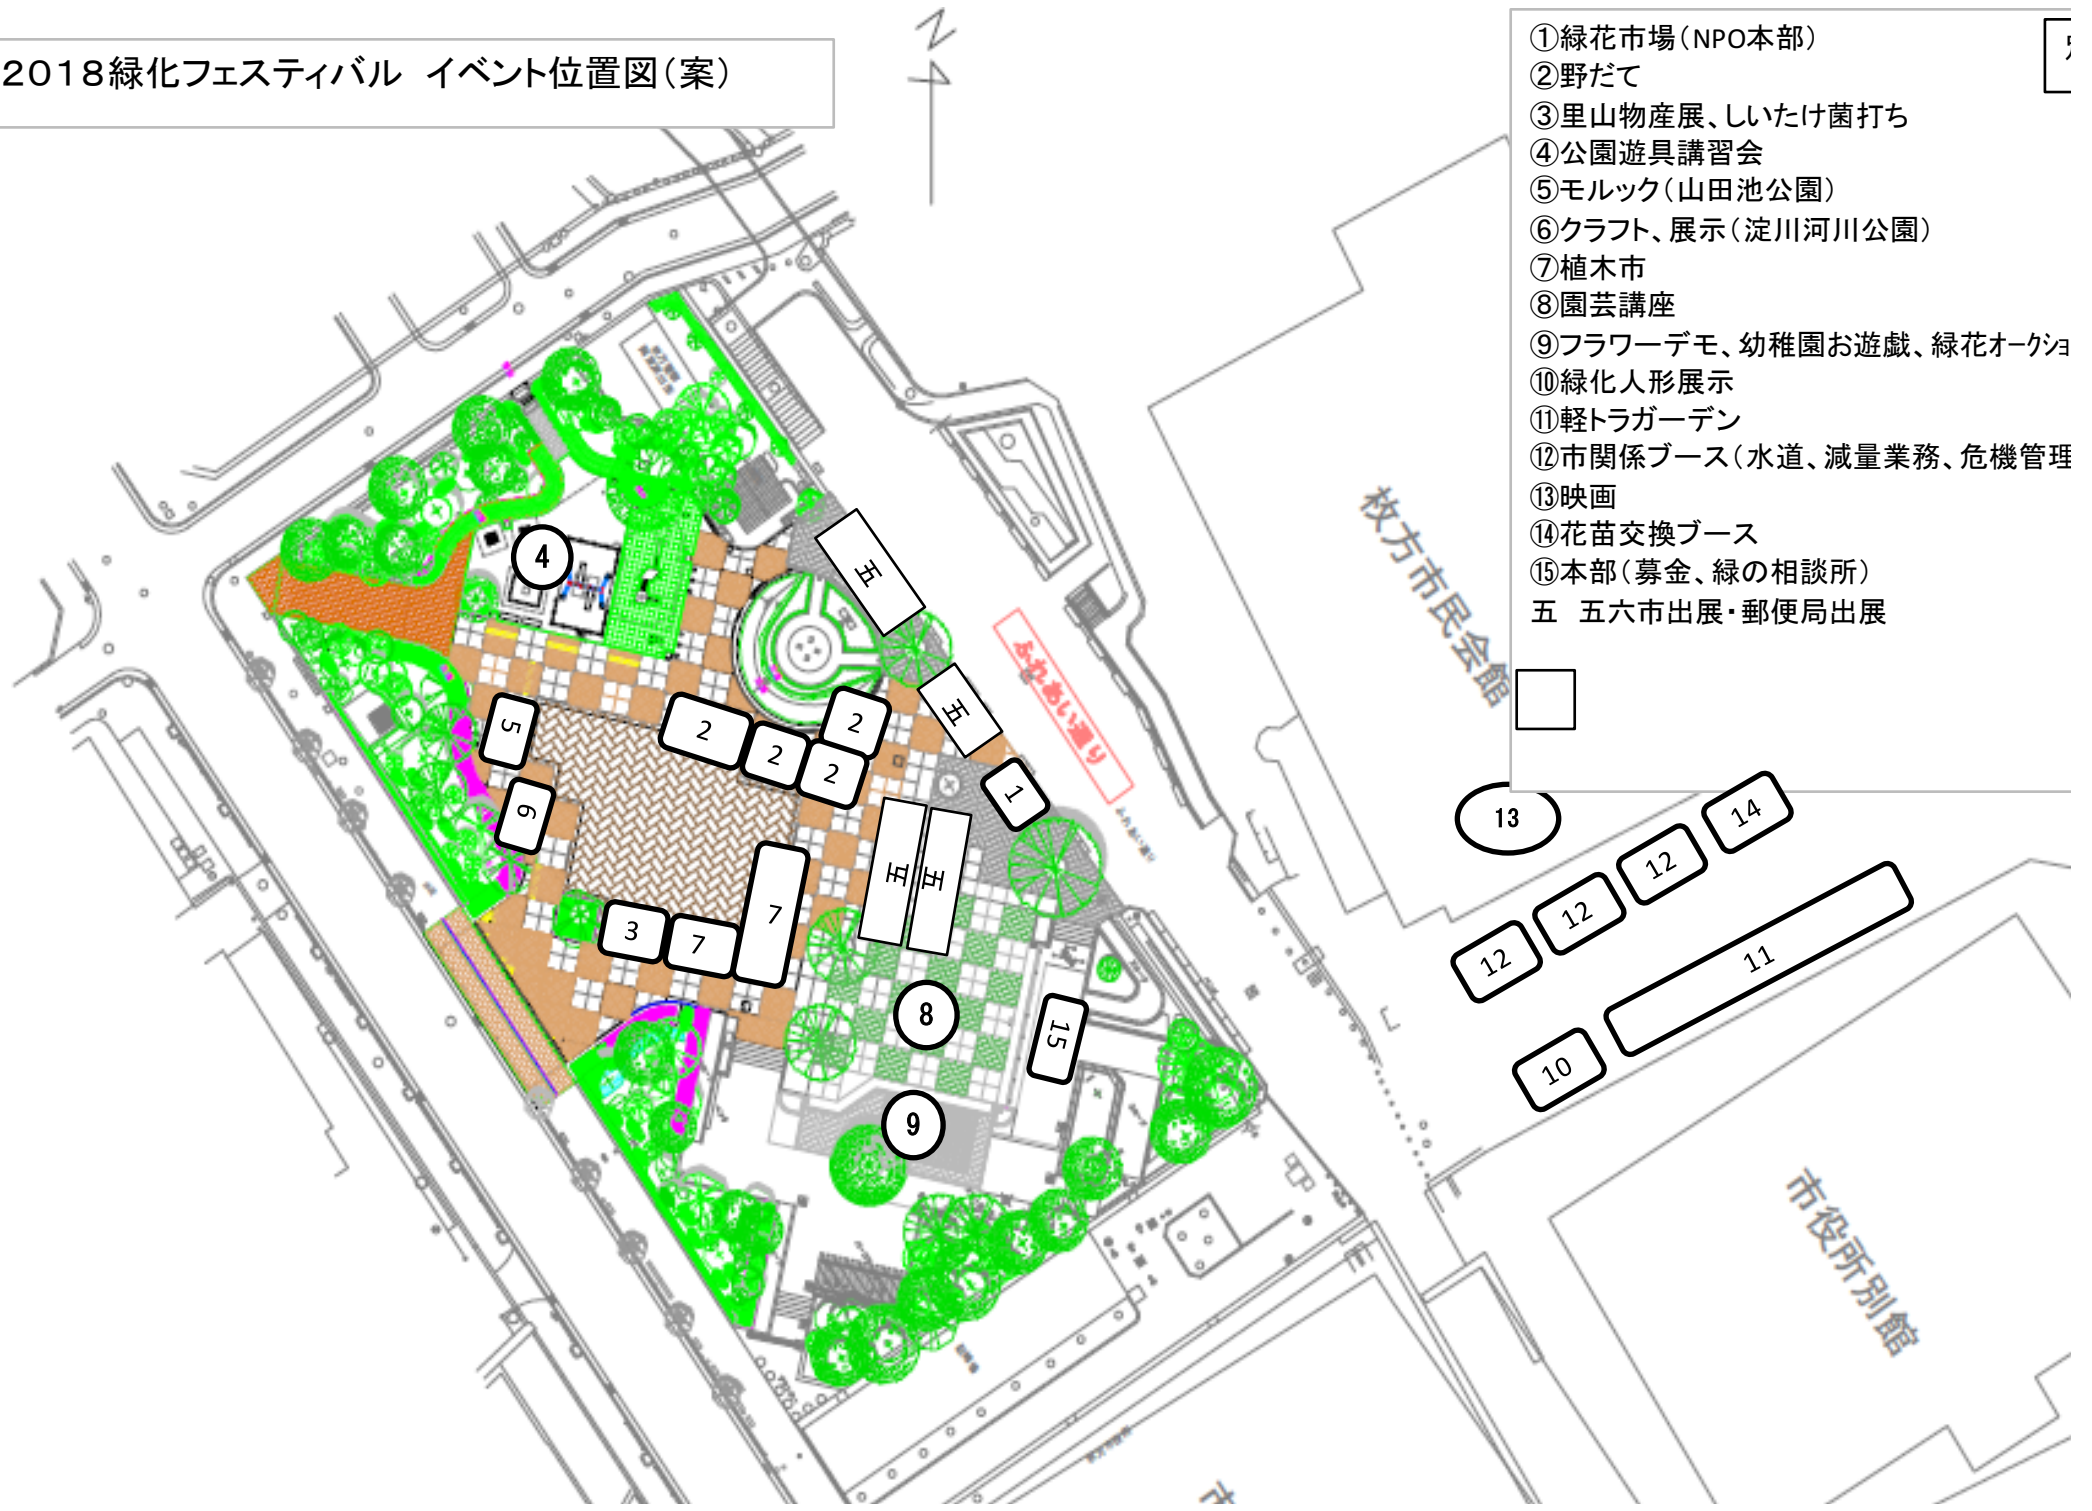 2018緑化フェスティバル イベント位置図(案)
N
①緑花市場(NPO本部)
②野だて
③里山物産展、しいたけ菌打ち
④公園遊具講習会
⑤モルック(山田池公園)
⑥クラフト、展示(淀川河川公園)
⑦植木市
⑧園芸講座
⑨フラワーデモ、幼稚園お遊戯、緑花オークショ
⑩緑化人形展示
⑪軽トラガーデン
⑫市関係ブース(水道、減量業務、危機管理
⑬映画
⑭花苗交換ブース
⑮本部(募金、緑の相談所)
五 五六市出展・郵便局出展
枚方市民会館
ふれあい通り
ふれあい通り
4
五
五
5
2
2
2
2
1
6
五
五
3
7
7
8
15
9
13
14
12
12
12
11
10
市役所別館
市